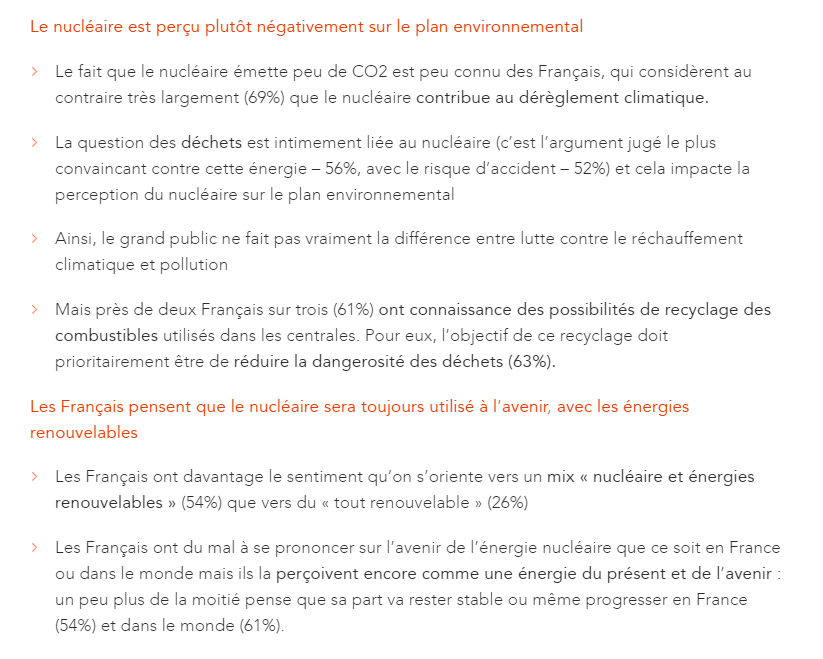 Le nucléaire est perçu plutôt négativement sur le plan environnemental
Le fait que le nucléaire émette peu de CO2 est peu connu des Français, qui considèrent au
contraire très largement (69%) que le nucléaire contribue au dérèglement climatique.
La question des déchets est intimement liée au nucléaire (c’est l’argument jugé le plus
convaincant contre cette énergie – 56%, avec le risque d’accident – 52%) et cela impacte la
perception du nucléaire sur le plan environnemental
Ainsi, le grand public ne fait pas vraiment la différence entre lutte contre le réchauffement
climatique et pollution
Mais près de deux Français sur trois (61%) ont connaissance des possibilités de recyclage des
combustibles utilisés dans les centrales. Pour eux, l’objectif de ce recyclage doit
prioritairement être de réduire la dangerosité des déchets (63%).
Les Français pensent que le nucléaire sera toujours utilisé à l’avenir, avec les énergies
renouvelables
Les Français ont davantage le sentiment qu’on s’oriente vers un mix « nucléaire et énergies
renouvelables » (54%) que vers du « tout renouvelable » (26%)
Les Français ont du mal à se prononcer sur l’avenir de l’énergie nucléaire que ce soit en France
ou dans le monde mais ils la perçoivent encore comme une énergie du présent et de l’avenir :
un peu plus de la moitié pense que sa part va rester stable ou même progresser en France
(54%) et dans le monde (61%).